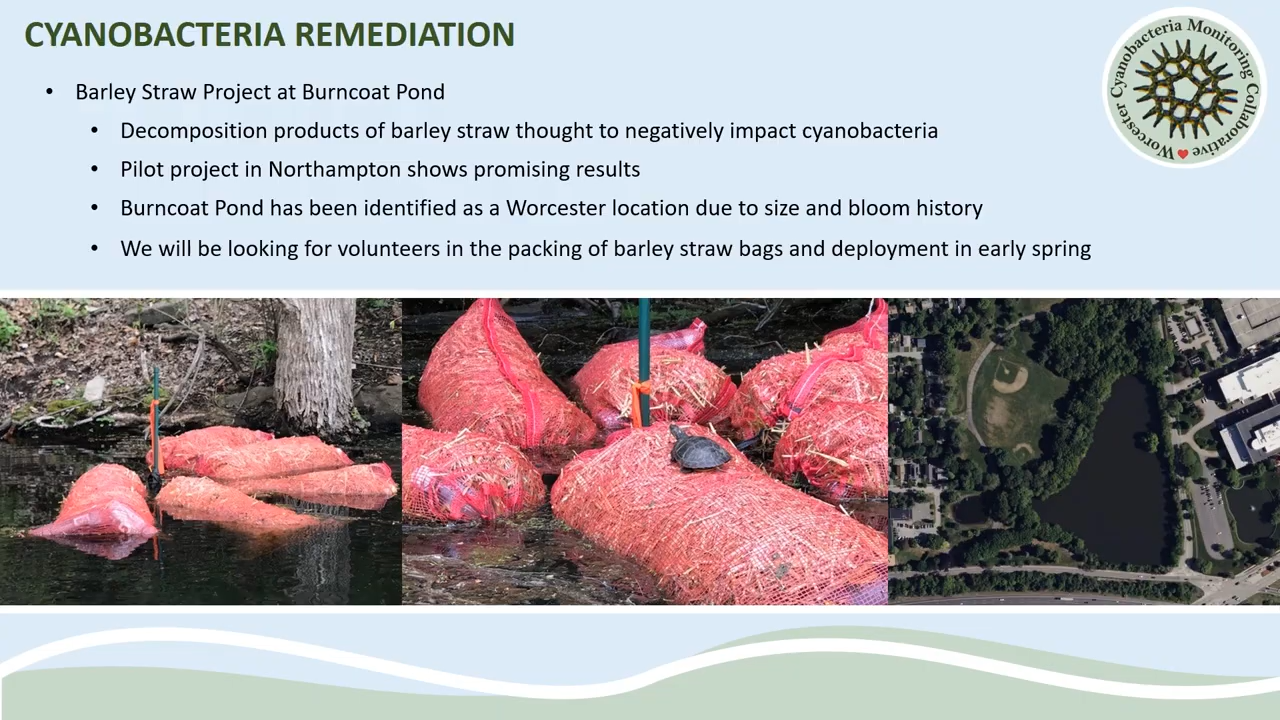 CYANOBACTERIA REMEDIATION
Worcester Cyanobacteria Monitoring Collaborative
• Barley Straw Project at Burncoat Pond
• Decomposition products of barley straw thought to negatively impact cyanobacteria
• Pilot project in Northampton shows promising results
• Burncoat Pond has been identified as a Worcester location due to size and bloom history
• We will be looking for volunteers in the packing of barley straw bags and deployment in early spring